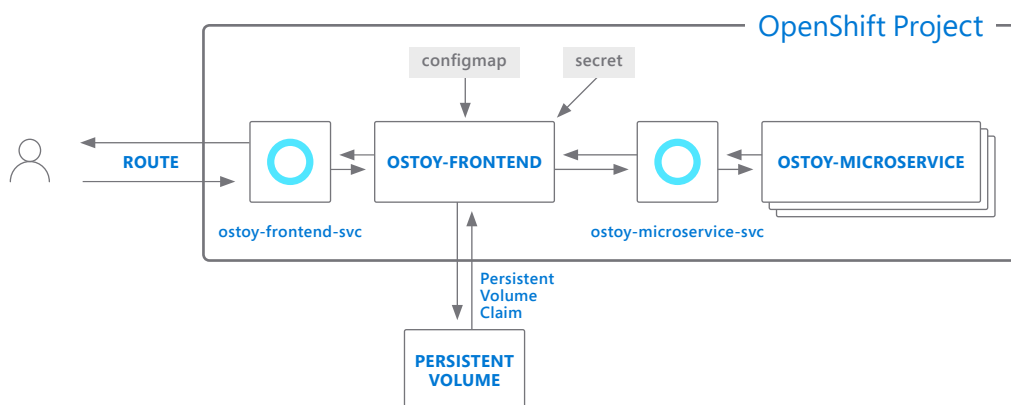 OpenShift Project
configmap
secret
ROUTE
OSTOY-FRONTEND
OSTOY-MICROSERVICE
ostoy-frontend-svc
ostoy-microservice-svc
Persistent
Volume
Claim
PERSISTENT
VOLUME